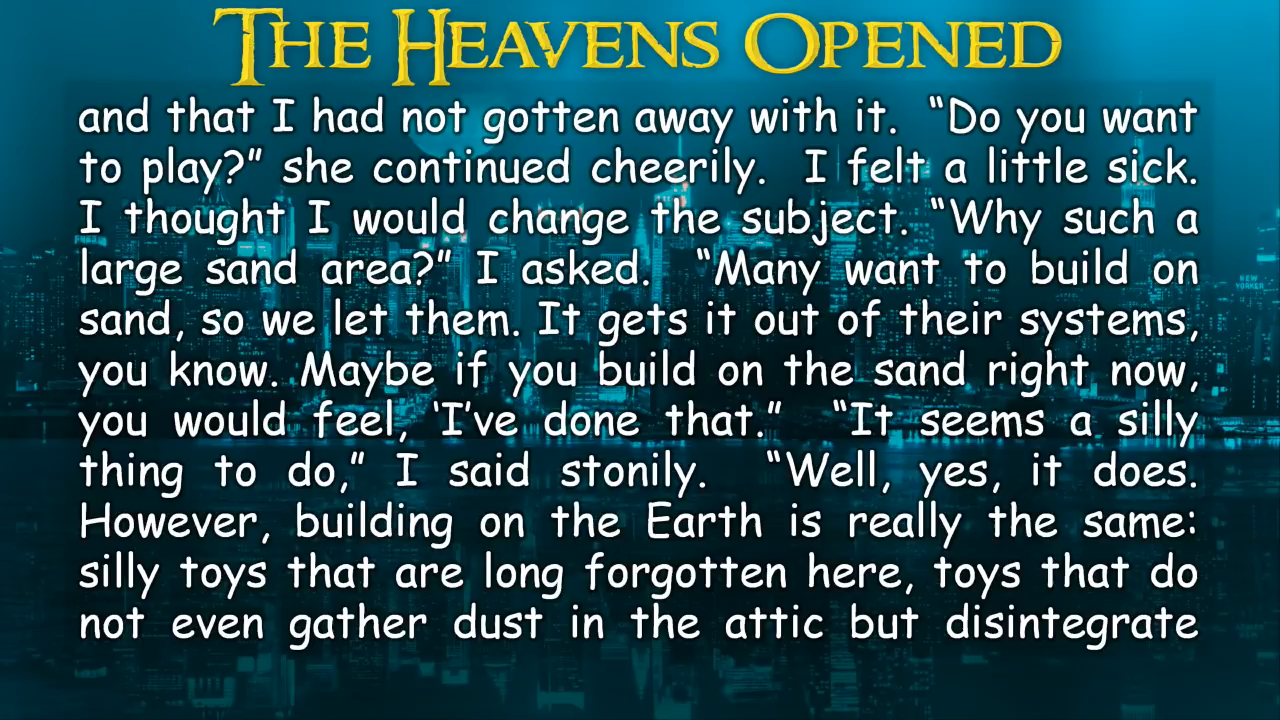 THE HEAVENS OPENED
and that I had not gotten away with it. “Do you want
to play?” she continued cheerily. I felt a little sick.
I thought I would change the subject. “Why such a
large sand area?” I asked. “Many want to build on
sand, so we let them. It gets it out of their systems,
you know. Maybe if you build on the sand right now,
you would feel, ‘I’ve done that.” “It seems a silly
thing to do,” I said stonily. “Well, yes, it does.
However, building on the Earth is really the same:
silly toys that are long forgotten here, toys that do
not even gather dust in the attic but disintegrate
NEW
YORKER